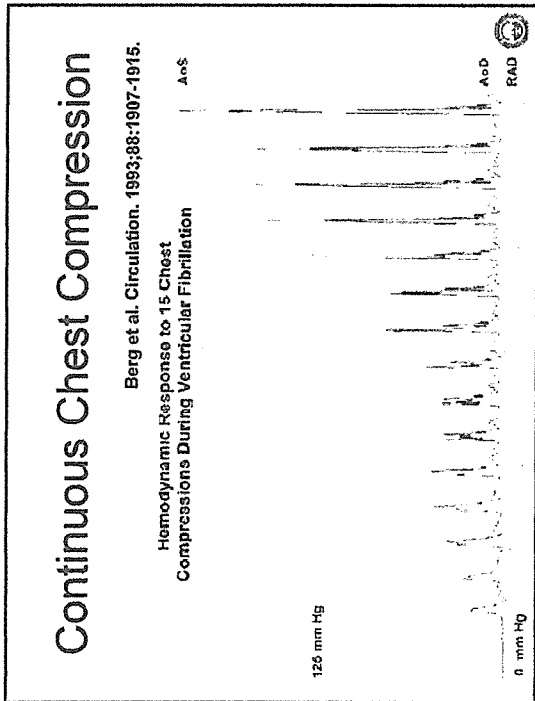 Continuous Chest Compression
Berg et al. Circulation. 1993;88:1907-1915.
Hemodynamic Response to 15 Chest
Compressions During Ventricular Fibrillation
AoS
125 mm Hg
AoD
RAD
0 mm Hg